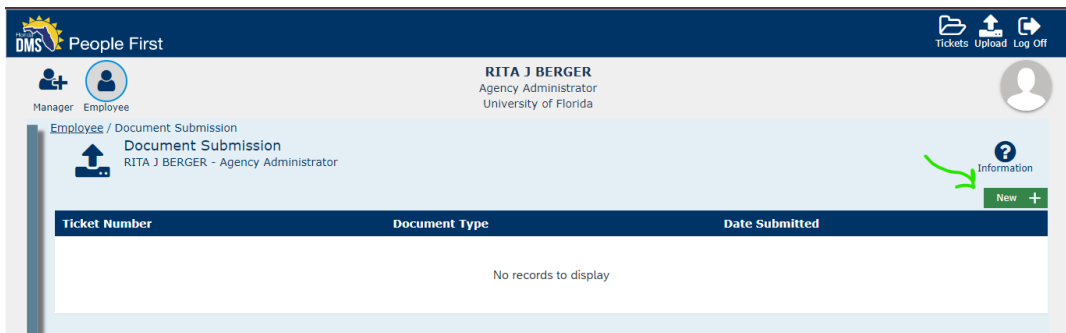 Florida
DMS People First
Tickets Upload Log Off
Manager Employee
RITA J BERGER
Agency Administrator
University of Florida
Employee / Document Submission
Document Submission
RITA J BERGER - Agency Administrator
Information
New +
Ticket Number Document Type Date Submitted
No records to display